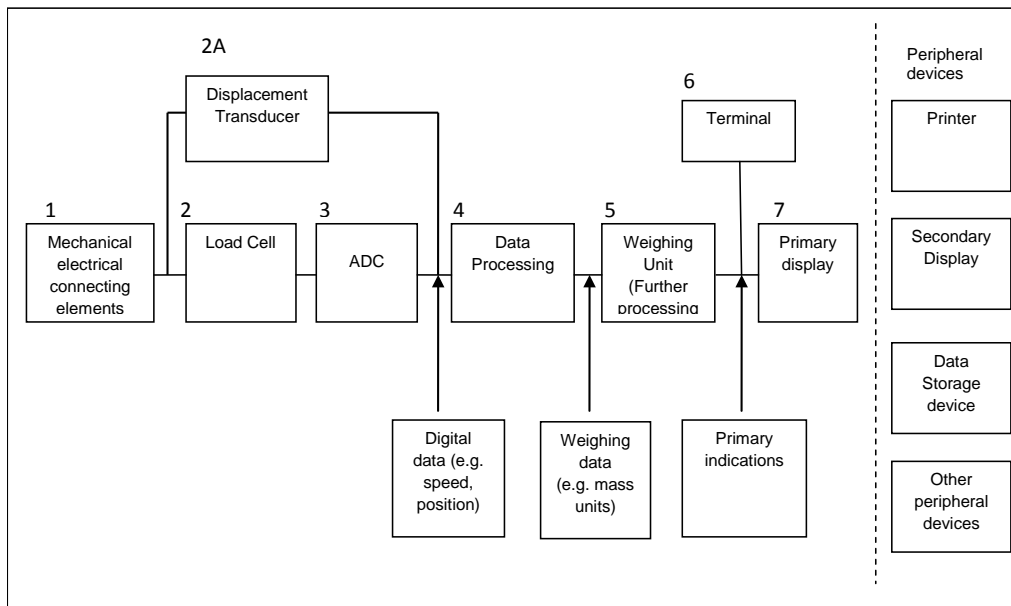 2A
Displacement
Transducer
6
Terminal
1
Mechanical
electrical
connecting
elements
2
Load Cell
3
ADC
4
Data
Processing
5
Weighing
Unit
(Further
processing
7
Primary
display
Digital
data (e.g.
speed,
position)
Weighing
data
(e.g. mass
units)
Primary
indications
Peripheral
devices
Printer
Secondary
Display
Data
Storage
device
Other
peripheral
devices